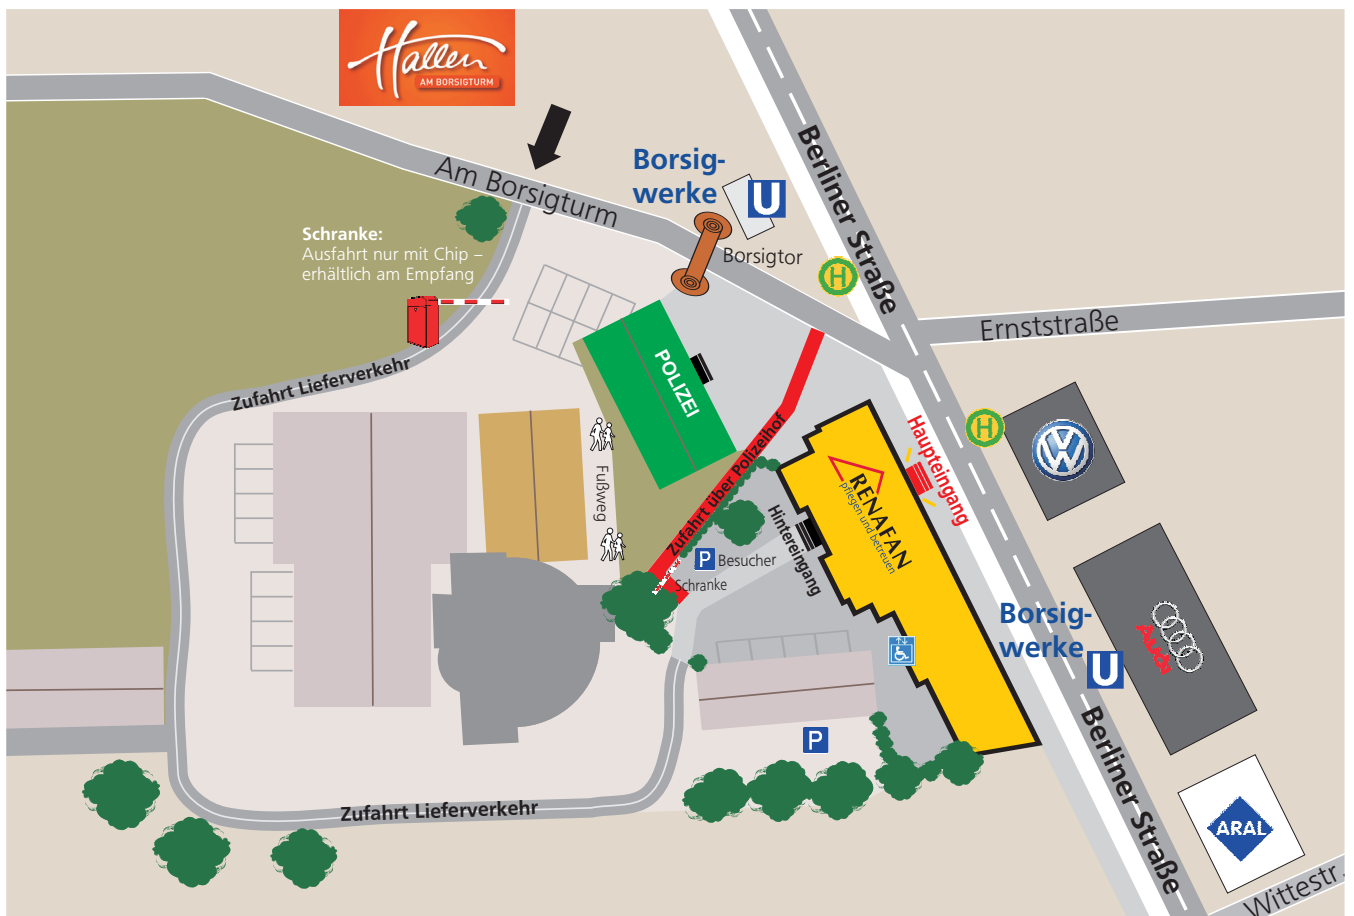 Hallen
AM BORSIGTURM
Am Borsigturm
Borsig-
werke
U
Borsigtor
Berliner Straße
H
Ernststraße
Schranke:
Ausfahrt nur mit Chip –
erhältlich am Empfang
Zufahrt Lieferverkehr
POLIZEI
Zufahrt über Polizeihof
Haupteingang
H
VW
RENAFAN
pflegen und betreuen
Fußweg
Hintereingang
P
Besucher
Schranke
Borsig-
werke
U
Audi
P
Berliner Straße
Zufahrt Lieferverkehr
ARAL
Wittestr.